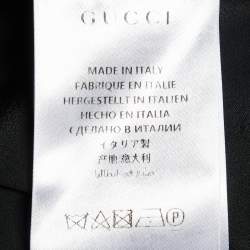 GUCCI
MADE IN ITALY
FABRIQUÉ EN ITALIE
HERGESTELLT IN ITALIEN
HECHO EN ITALIA
СДЕЛАНО В ИТАЛИИ
イタリア製
产地:意大利
P